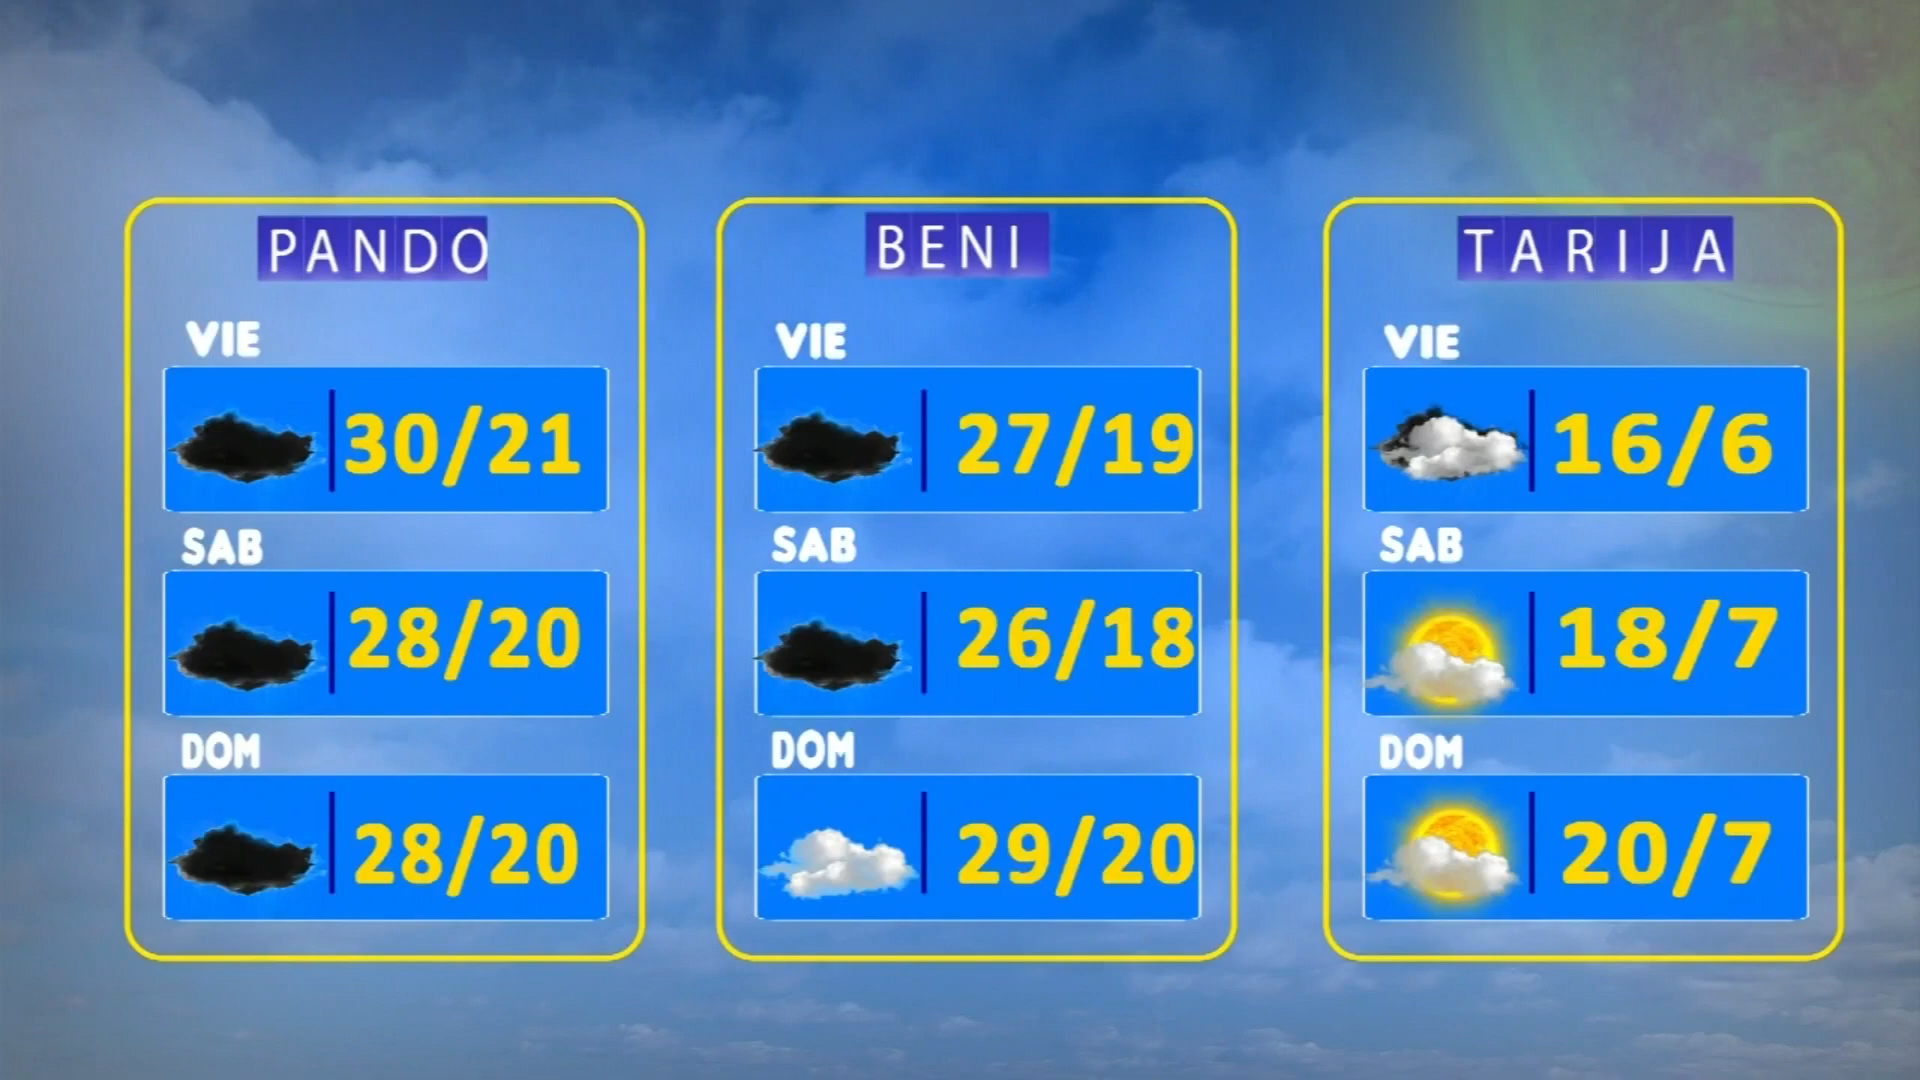 PANDO
VIE
30/21
SAB
28/20
DOM
28/20
BENI
VIE
27/19
SAB
26/18
DOM
29/20
TARIJA
VIE
16/6
SAB
18/7
DOM
20/7